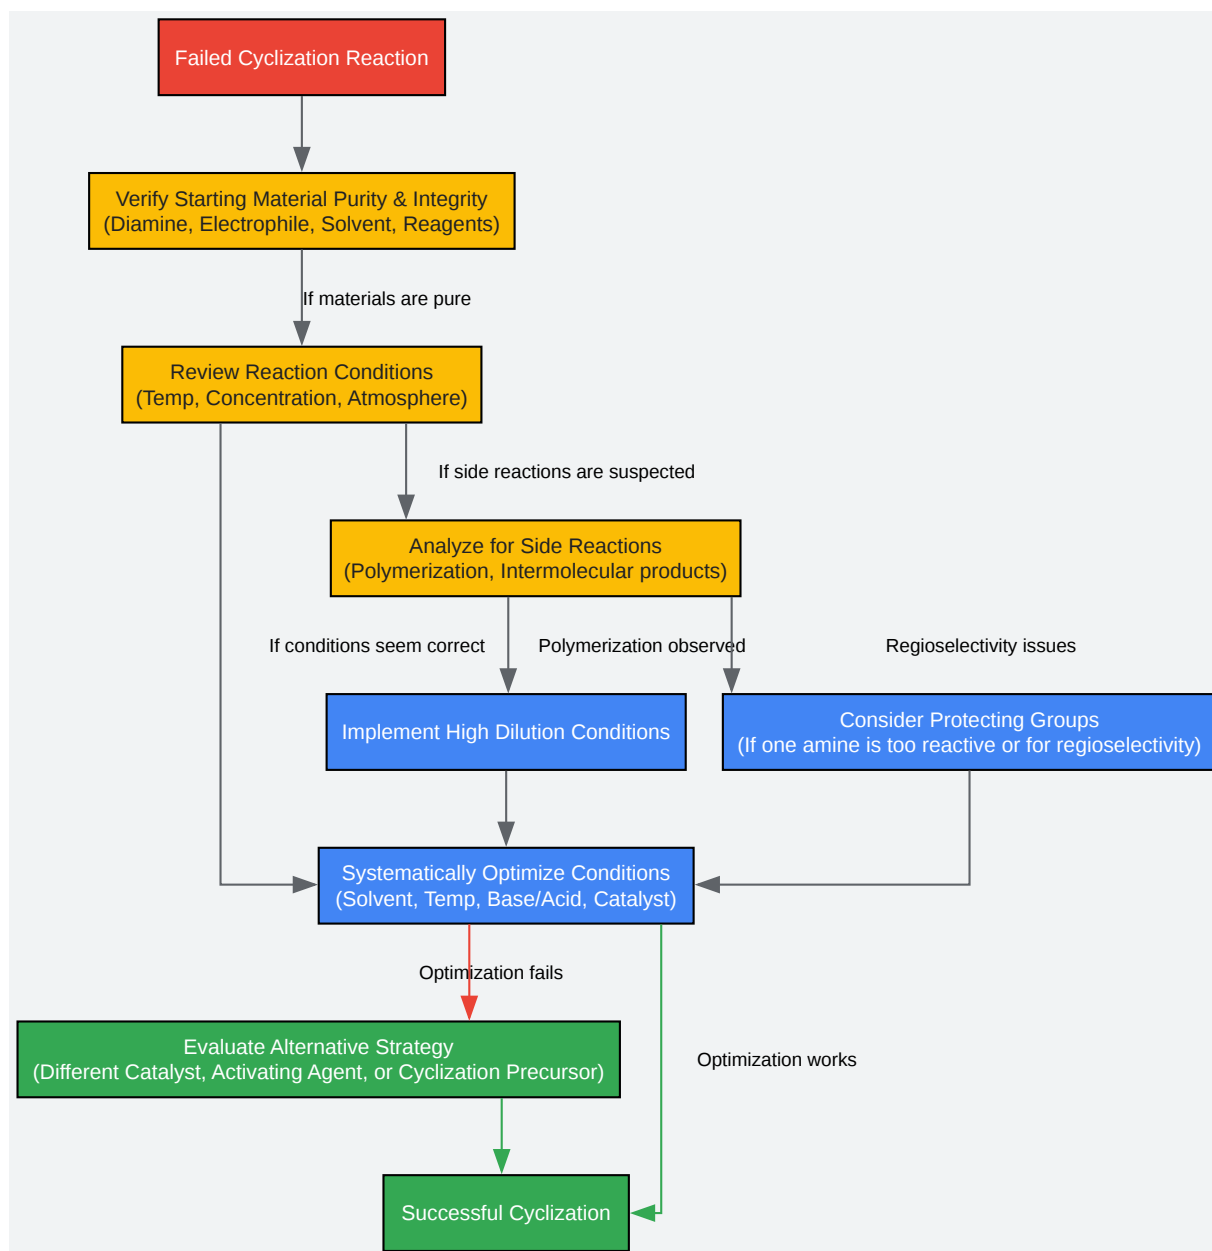 Failed Cyclization Reaction
Verify Starting Material Purity & Integrity
(Diamine, Electrophile, Solvent, Reagents)
If materials are pure
Review Reaction Conditions
(Temp, Concentration, Atmosphere)
If side reactions are suspected
Analyze for Side Reactions
(Polymerization, Intermolecular products)
If conditions seem correct
Polymerization observed
Regioselectivity issues
Implement High Dilution Conditions
Consider Protecting Groups
(If one amine is too reactive or for regioselectivity)
Systematically Optimize Conditions
(Solvent, Temp, Base/Acid, Catalyst)
Optimization fails
Evaluate Alternative Strategy
(Different Catalyst, Activating Agent, or Cyclization Precursor)
Optimization works
Successful Cyclization